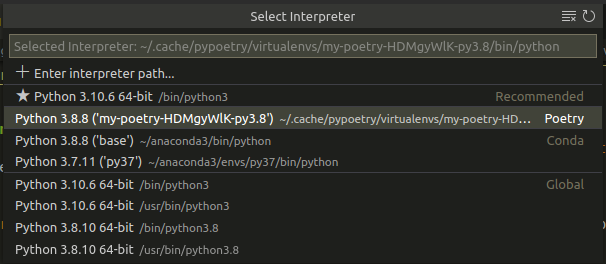 Select Interpreter
Selected Interpreter: ~/.cache/pypoetry/virtualenvs/my-poetry-HDMgyWlK-py3.8/bin/python
Enter interpreter path...
Python 3.10.6 64-bit /bin/python3 Recommended
Python 3.8.8 ('my-poetry-HDMgyWlK-py3.8') ~/.cache/pypoetry/virtualenvs/my-poetry-HD... Poetry
Python 3.8.8 ('base') ~/anaconda3/bin/python Conda
Python 3.7.11 ('py37') ~/anaconda3/envs/py37/bin/python
Python 3.10.6 64-bit /bin/python3 Global
Python 3.10.6 64-bit /usr/bin/python3
Python 3.8.10 64-bit /bin/python3.8
Python 3.8.10 64-bit /usr/bin/python3.8